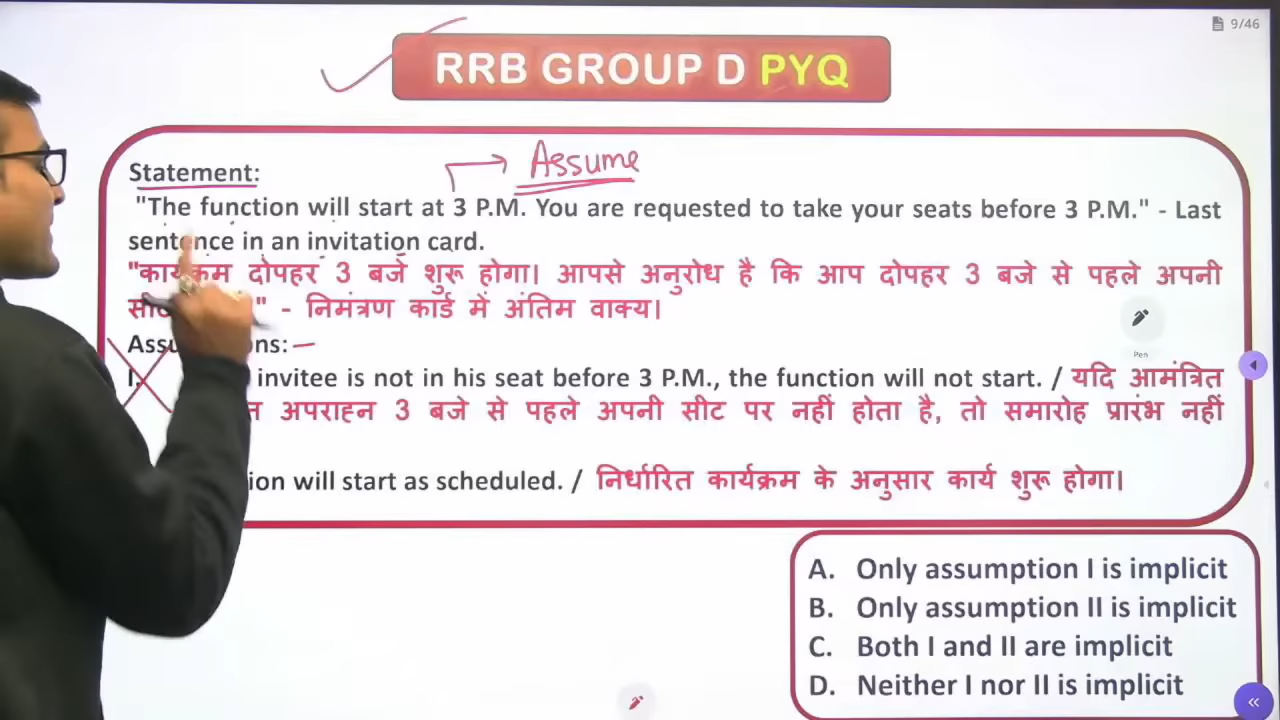 9/46
RRB GROUP D PYQ
Assume
Statement:
"The function will start at 3 P.M. You are requested to take your seats before 3 P.M." - Last
sentence in an invitation card.
"कार्यक्रम दोपहर 3 बजे शुरू होगा। आपसे अनुरोध है कि आप दोपहर 3 बजे से पहले अपनी
" - निमंत्रण कार्ड में अंतिम वाक्य।
Pen
I. invitee is not in his seat before 3 P.M., the function will not start. / यदि आमंत्रित
अपराह्न 3 बजे से पहले अपनी सीट पर नहीं होता है, तो समारोह प्रारंभ नहीं
will start as scheduled. / निर्धारित कार्यक्रम के अनुसार कार्य शुरू होगा।
A. Only assumption I is implicit
B. Only assumption II is implicit
C. Both I and II are implicit
D. Neither I nor II is implicit